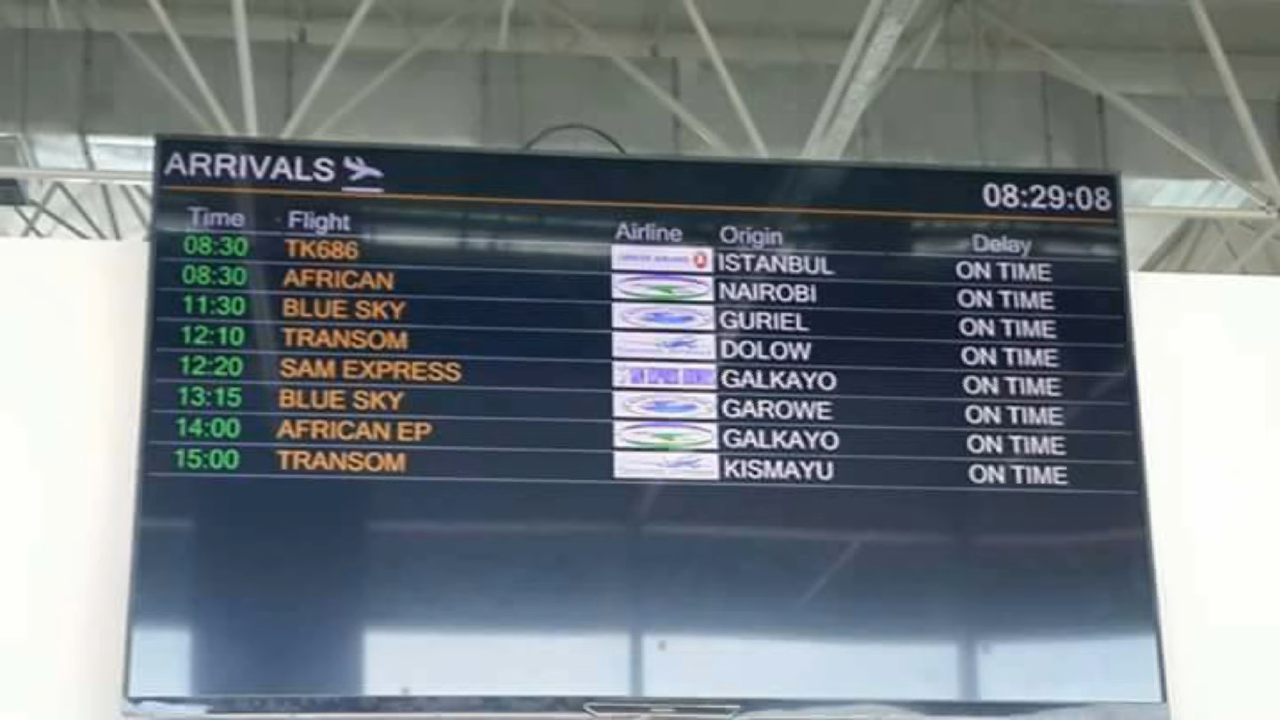 ARRIVALS
08:29:08
Time Flight Airline Origin Delay
08:30 TK686 ISTANBUL ON TIME
08:30 AFRICAN NAIROBI ON TIME
11:30 BLUE SKY GURIEL ON TIME
12:10 TRANSOM DOLOW ON TIME
12:20 SAM EXPRESS GALKAYO ON TIME
13:15 BLUE SKY GAROWE ON TIME
14:00 AFRICAN EP GALKAYO ON TIME
15:00 TRANSOM KISMAYU ON TIME